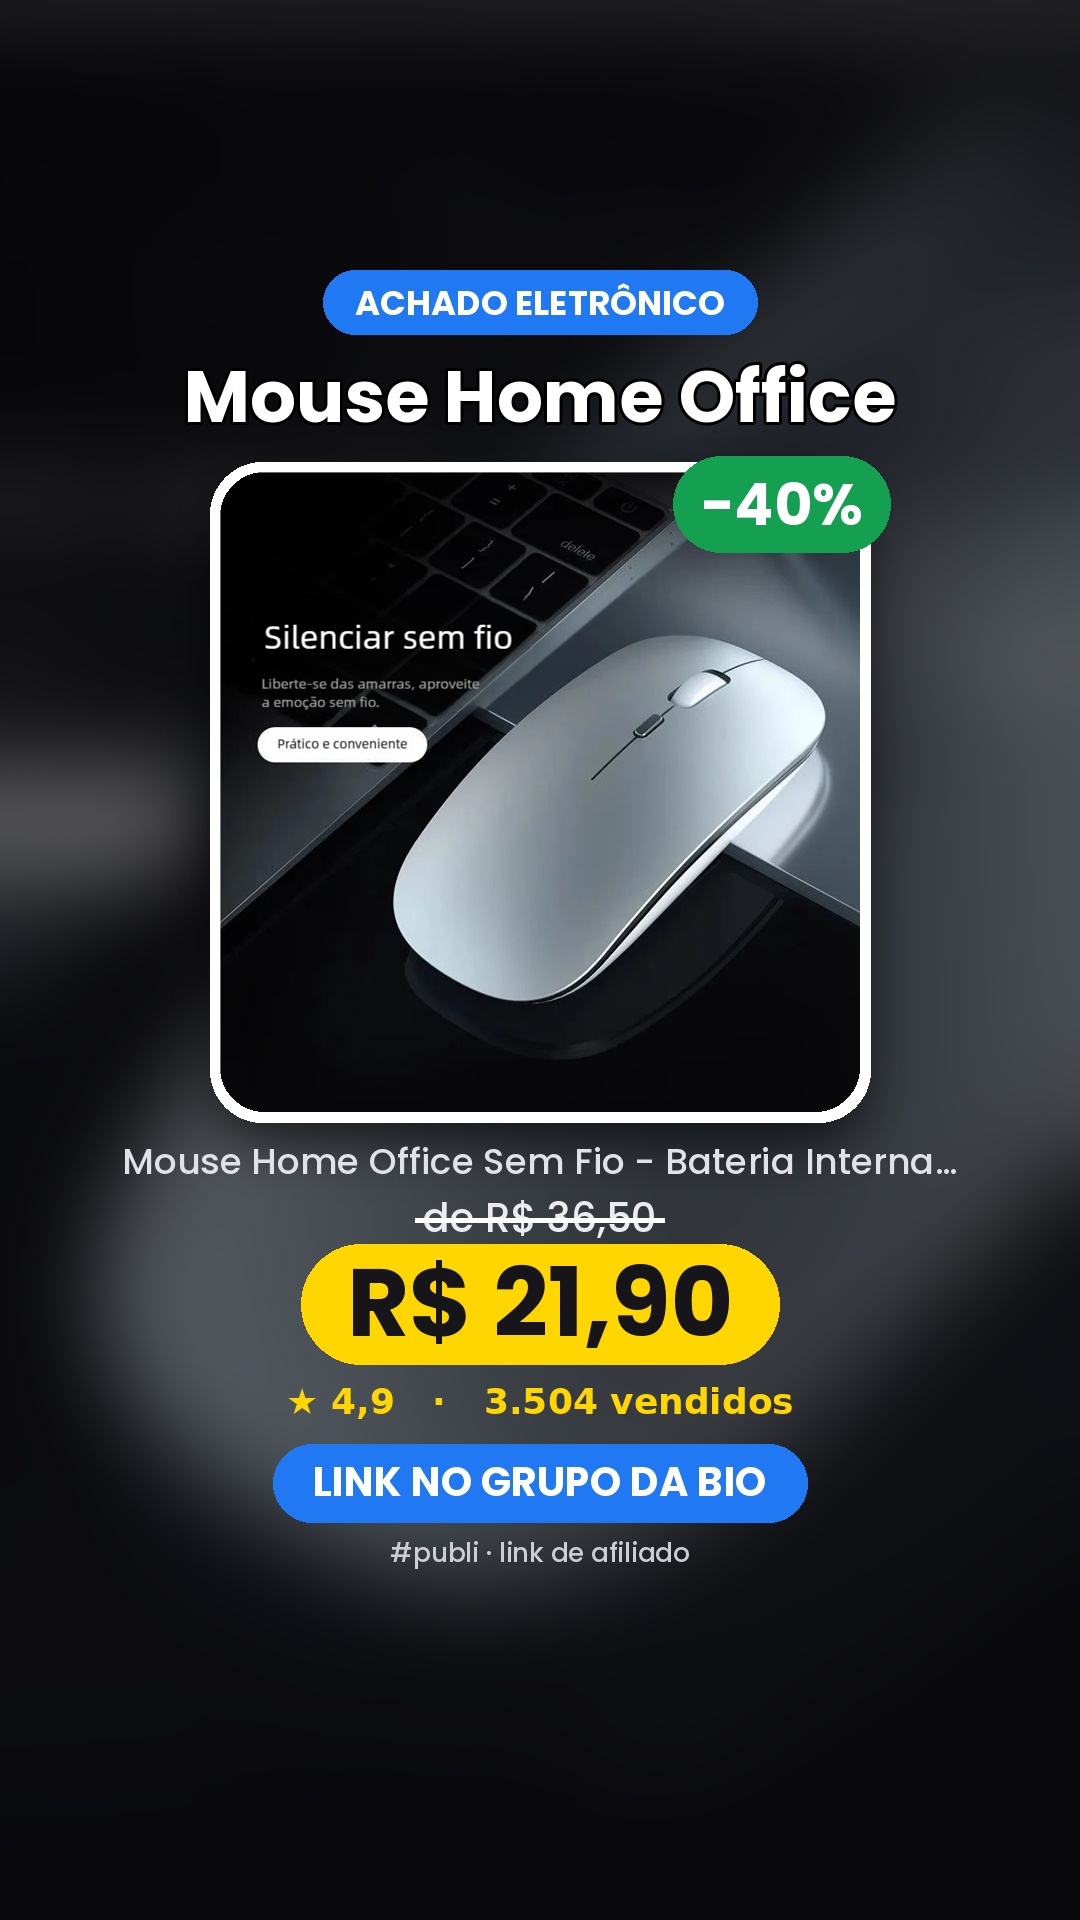 ACHADO ELETRÔNICO
Mouse Home Office
-40%
delete
Silenciar sem fio
Liberte-se das amarras, aproveite
a emoção sem fio.
Prático e conveniente
Mouse Home Office Sem Fio - Bateria Interna...
de R$ 36,50
R$ 21,90
★ 4,9 · 3.504 vendidos
LINK NO GRUPO DA BIO
#publi · link de afiliado